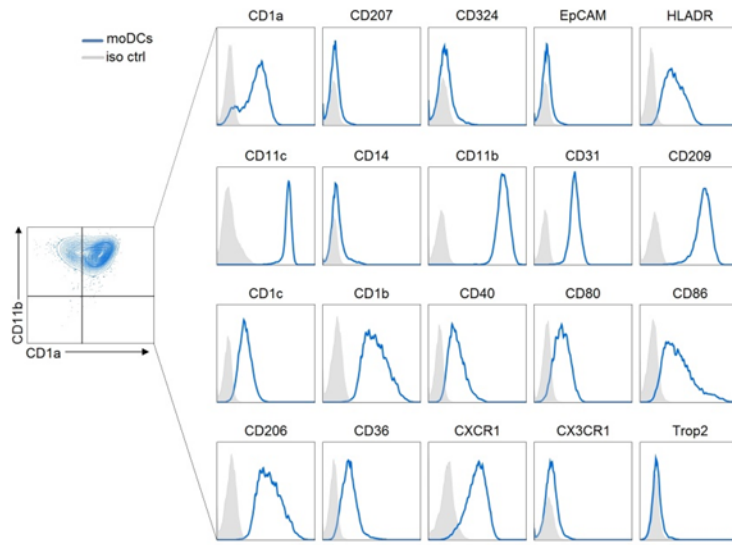 moDCs
iso ctrl
CD1a CD207 CD324 EpCAM HLADR
CD11c CD14 CD11b CD31 CD209
CD11b
CD1a
CD1c CD1b CD40 CD80 CD86
CD206 CD36 CXCR1 CX3CR1 Trop2